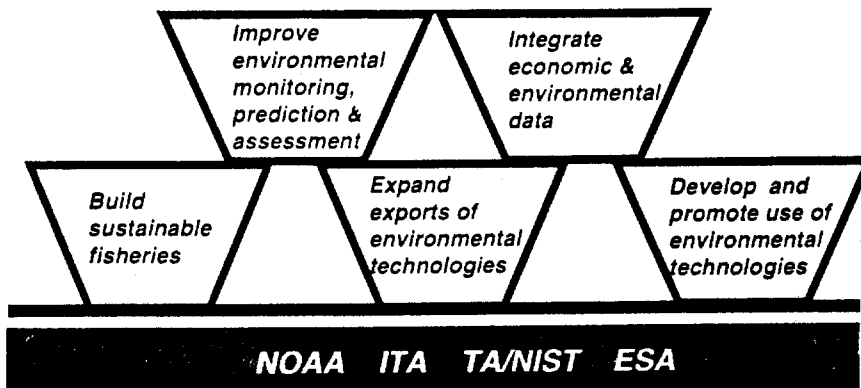 Improve
environmental
monitoring,
prediction &
assessment
Integrate
economic &
environmental
data
Build
sustainable
fisheries
Expand
exports of
environmental
technologies
Develop and
promote use of
environmental
technologies
NOAA ITA TA/NIST ESA